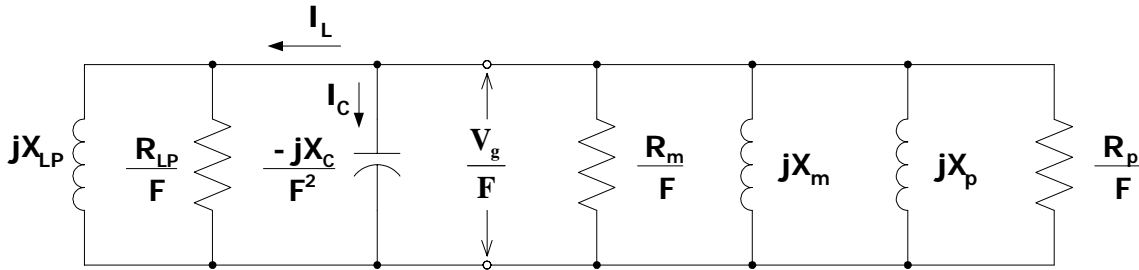 I_L
I_C
jX_LP
R_LP
F
- jX_C
F²
V_g
F
R_m
F
jX_m
jX_p
R_p
F